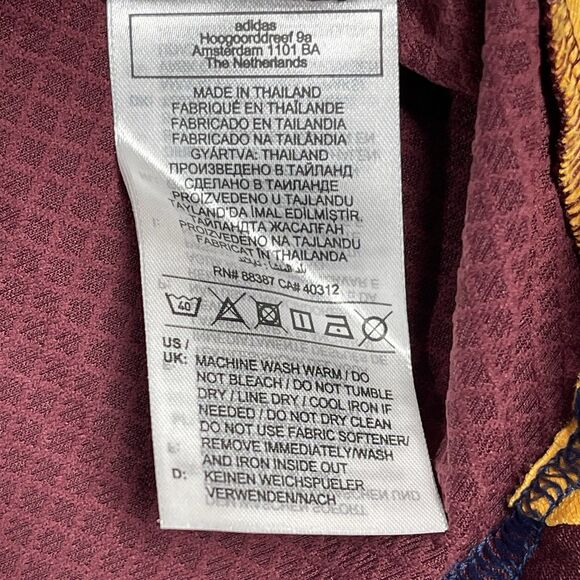 adidas
Hoogoorddreef 9a
Amsterdam 1101 BA
The Netherlands
MADE IN THAILAND
FABRIQUÉ EN THAÏLANDE
FABRICADO EN TAILANDIA
FABRICADO NA TAILÂNDIA
GYÁRTVA: THAILAND
ПРОИЗВЕДЕНО В ТАЙЛАНД
СДЕЛАНО В ТАИЛАНДЕ
PROIZVEDENO U TAJLANDU
TAYLAND'DA İMAL EDİLMİŞTİR.
ТАЙЛАНДТА ЖАСАЛҒАН
PROIZVEDENO NA TAJLANDU
FABRICAT IN THAILANDA
RN# 88387 CA# 40312
40
US /
UK: MACHINE WASH WARM / DO
NOT BLEACH / DO NOT TUMBLE
DRY / LINE DRY / COOL IRON IF
NEEDED / DO NOT DRY CLEAN
DO NOT USE FABRIC SOFTENER/
REMOVE IMMEDIATELY/WASH
AND IRON INSIDE OUT
D: KEINEN WEICHSPUELER
VERWENDEN/NACH